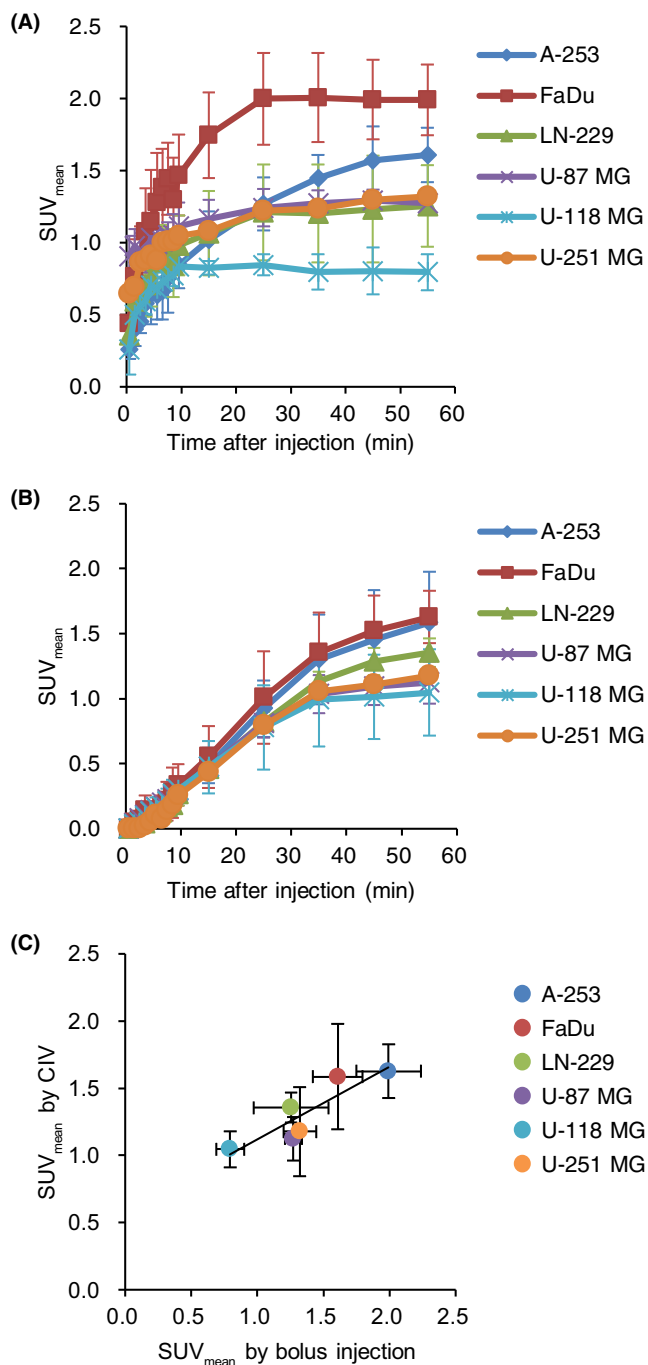 (A)
2.5
2.0
1.5
1.0
0.5
0.0
SUVmean
0 10 20 30 40 50 60
Time after injection (min)
A-253
FaDu
LN-229
U-87 MG
U-118 MG
U-251 MG
(B)
2.5
2.0
1.5
1.0
0.5
0.0
SUVmean
0 10 20 30 40 50 60
Time after injection (min)
A-253
FaDu
LN-229
U-87 MG
U-118 MG
U-251 MG
(C)
2.5
2.0
1.5
1.0
0.5
0.0
SUVmean by CIV
0.0 0.5 1.0 1.5 2.0 2.5
SUVmean by bolus injection
A-253
FaDu
LN-229
U-87 MG
U-118 MG
U-251 MG